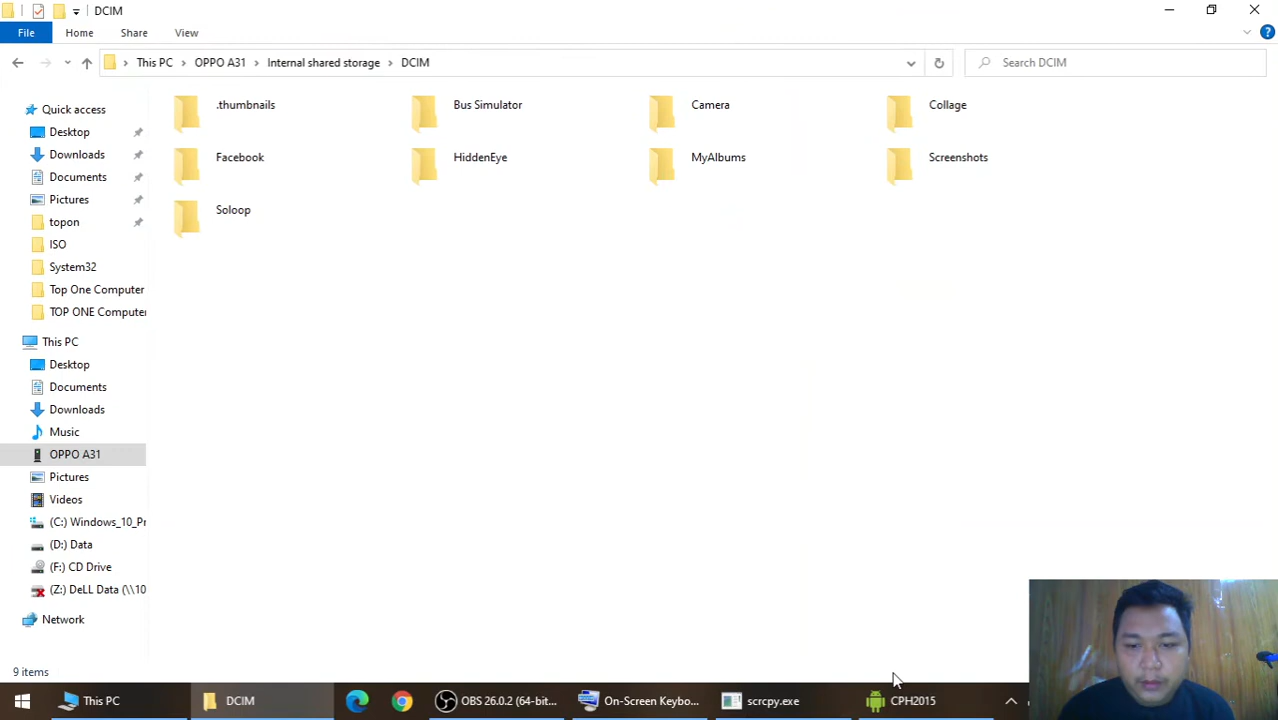 DCIM
File Home Share View
This PC OPPO A31 Internal shared storage DCIM Search DCIM
.thumbnails Bus Simulator Camera Collage
Facebook HiddenEye MyAlbums Screenshots
Soloop
Quick access
Desktop
Downloads
Documents
Pictures
topon
ISO
System32
Top One Computer
TOP ONE Computer
This PC
Desktop
Documents
Downloads
Music
OPPO A31
Pictures
Videos
(C:) Windows_10_Pr
(D:) Data
(F:) CD Drive
(Z:) DeLL Data (\\10
Network
9 items
This PC DCIM OBS 26.0.2 (64-bit... On-Screen Keybo... scrcpy.exe CPH2015